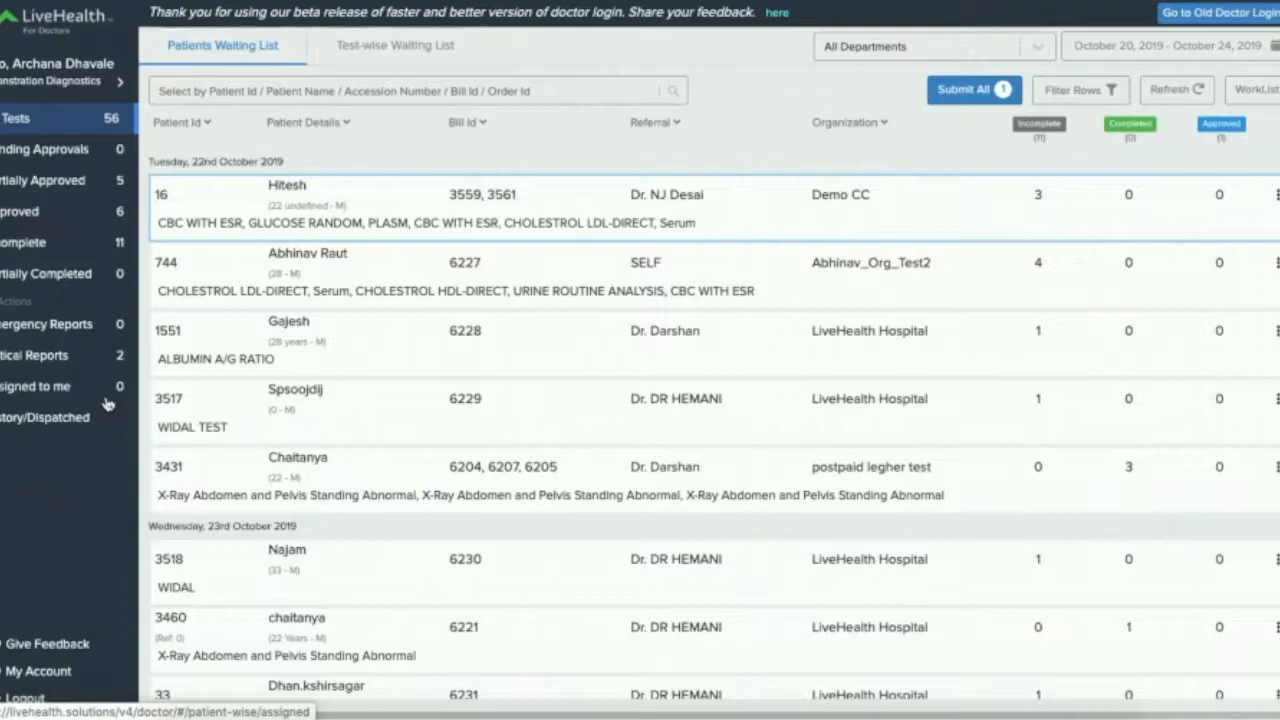 LiveHealth
For Doctors
Thank you for using our beta release of faster and better version of doctor login. Share your feedback. here
Go to Old Doctor Login
o, Archana Dhavale
onstration Diagnostics
Patients Waiting List
Test-wise Waiting List
All Departments
October 20, 2019 - October 24, 2019
Select by Patient Id / Patient Name / Accession Number / Bill Id / Order Id
Submit All 1
Filter Rows
Refresh
WorkList
Tests 56
nding Approvals 0
rtially Approved 5
proved 6
complete 11
rtially Completed 0
Actions
ergency Reports 0
tical Reports 2
signed to me 0
story/Dispatched
Give Feedback
My Account
Logout
Patient Id
Patient Details
Bill Id
Referral
Organization
Incomplete (11)
Completed (0)
Approved (1)
Tuesday, 22nd October 2019
16 Hitesh 3559, 3561 Dr. NJ Desai Demo CC 3 0 0
(22 undefined - M)
CBC WITH ESR, GLUCOSE RANDOM, PLASM, CBC WITH ESR, CHOLESTROL LDL-DIRECT, Serum
744 Abhinav Raut 6227 SELF Abhinav_Org_Test2 4 0 0
(28 - M)
CHOLESTROL LDL-DIRECT, Serum, CHOLESTROL HDL-DIRECT, URINE ROUTINE ANALYSIS, CBC WITH ESR
1551 Gajesh 6228 Dr. Darshan LiveHealth Hospital 1 0 0
(28 years - M)
ALBUMIN A/G RATIO
3517 Spsoojdij 6229 Dr. DR HEMANI LiveHealth Hospital 1 0 0
(0 - M)
WIDAL TEST
3431 Chaitanya 6204, 6207, 6205 Dr. Darshan postpaid legher test 0 3 0
(22 - M)
X-Ray Abdomen and Pelvis Standing Abnormal, X-Ray Abdomen and Pelvis Standing Abnormal, X-Ray Abdomen and Pelvis Standing Abnormal
Wednesday, 23rd October 2019
3518 Najam 6230 Dr. DR HEMANI LiveHealth Hospital 1 0 0
(33 - M)
WIDAL
3460 chaitanya 6221 Dr. DR HEMANI LiveHealth Hospital 0 1 0
(Ref: 0) (22 Years - M)
X-Ray Abdomen and Pelvis Standing Abnormal
33 Dhan.kshirsagar 6231 Dr. DR HEMANI LiveHealth Hospital 1 0 0
://livehealth.solutions/v4/doctor/#/patient-wise/assigned